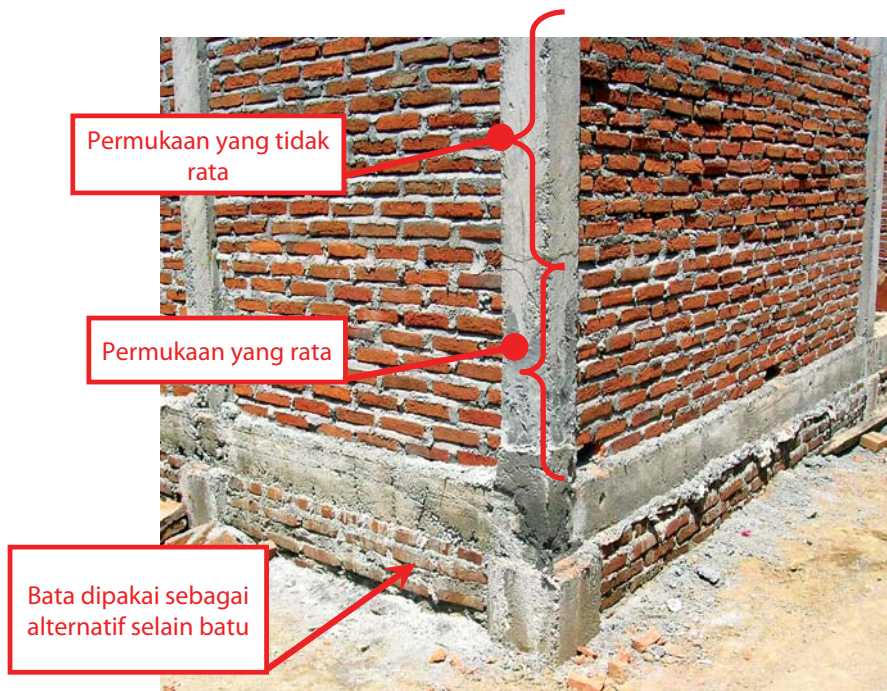 Permukaan yang tidak
rata
Permukaan yang rata
Bata dipakai sebagai
alternatif selain batu